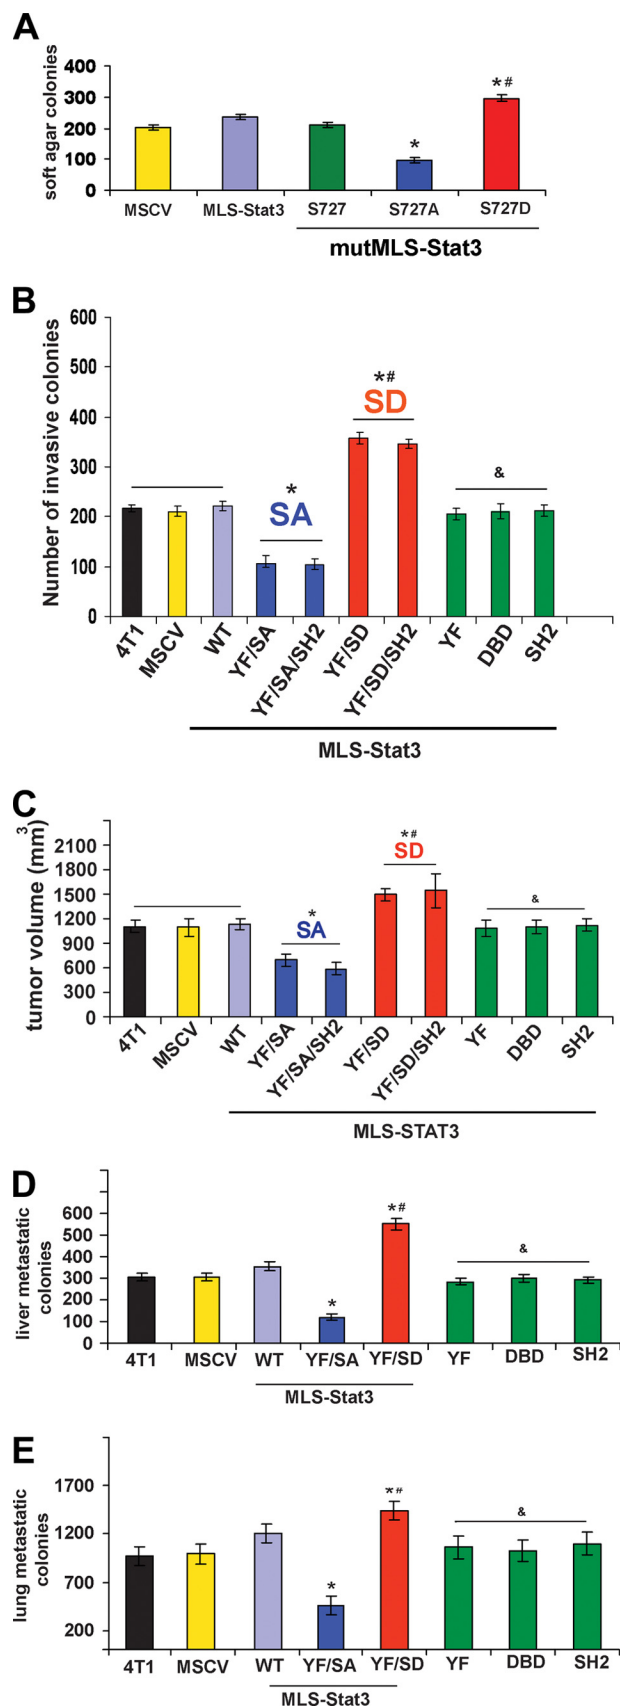 A
soft agar colonies
400
300
200
100
0
*#
*
MSCV
MLS-Stat3
S727
S727A
S727D
mutMLS-Stat3
B
Number of invasive colonies
600
500
400
300
200
100
0
*#
SD
*
SA
&
4T1
MSCV
WT
YF/SA
YF/SA/SH2
YF/SD
YF/SD/SH2
YF
DBD
SH2
MLS-Stat3
C
tumor volume (mm3)
2100
1800
1500
1200
900
600
300
0
*#
SD
*
SA
&
4T1
MSCV
WT
YF/SA
YF/SA/SH2
YF/SD
YF/SD/SH2
YF
DBD
SH2
MLS-STAT3
D
liver metastatic
colonies
600
500
400
300
200
100
0
*#
*
&
4T1
MSCV
WT
YF/SA
YF/SD
YF
DBD
SH2
MLS-Stat3
E
lung metastatic
colonies
1700
1200
700
200
*#
*
&
4T1
MSCV
WT
YF/SA
YF/SD
YF
DBD
SH2
MLS-Stat3